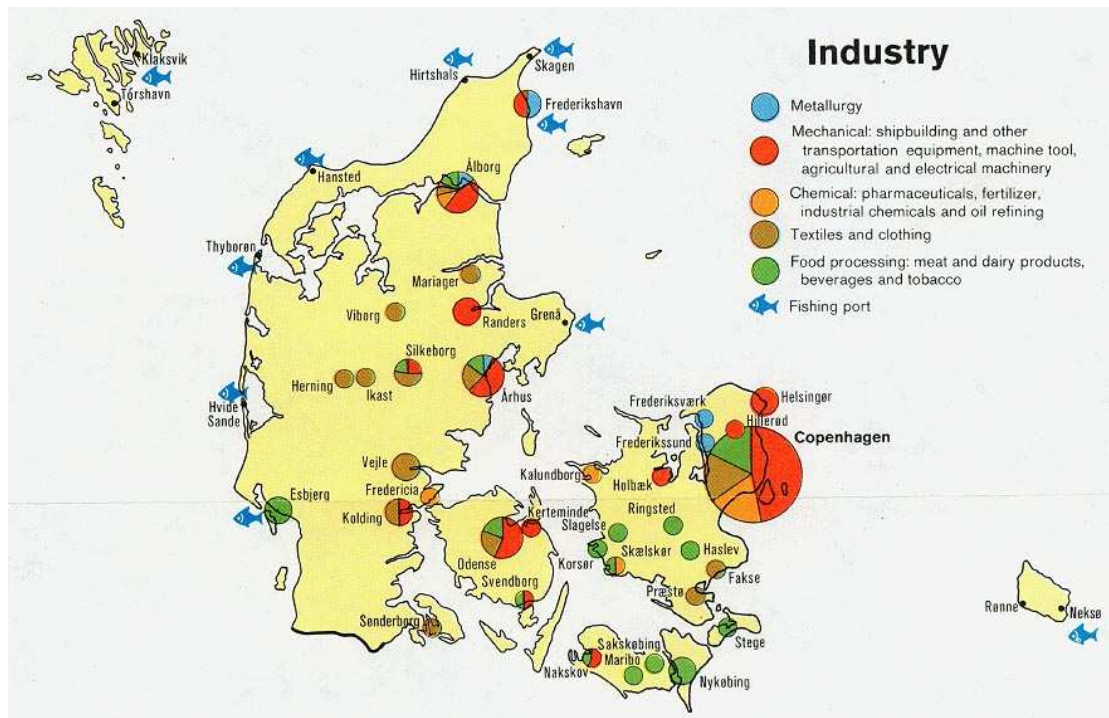 Industry
Metallurgy
Mechanical: shipbuilding and other
transportation equipment, machine tool,
agricultural and electrical machinery
Chemical: pharmaceuticals, fertilizer,
industrial chemicals and oil refining
Textiles and clothing
Food processing: meat and dairy products,
beverages and tobacco
Fishing port
Klaksvik
Tórshavn
Hirtshals
Skagen
Frederikshavn
Hansted
Ålborg
Thyborøn
Mariager
Viborg
Randers
Grenå
Silkeborg
Herning
Ikast
Århus
Hvide
Sande
Frederiksværk
Helsingør
Hillerød
Frederikssund
Copenhagen
Vejle
Kalundborg
Holbæk
Fredericia
Esbjerg
Kolding
Kerteminde
Ringsted
Slagelse
Odense
Korsør
Skælskør
Haslev
Svendborg
Fakse
Præstø
Rønne
Neksø
Sønderborg
Stege
Sakskøbing
Maribo
Nakskov
Nykøbing